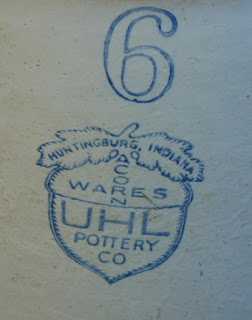 6
HUNTINGBURG, INDIANA
ACORN
WARES
UHL
POTTERY
CO